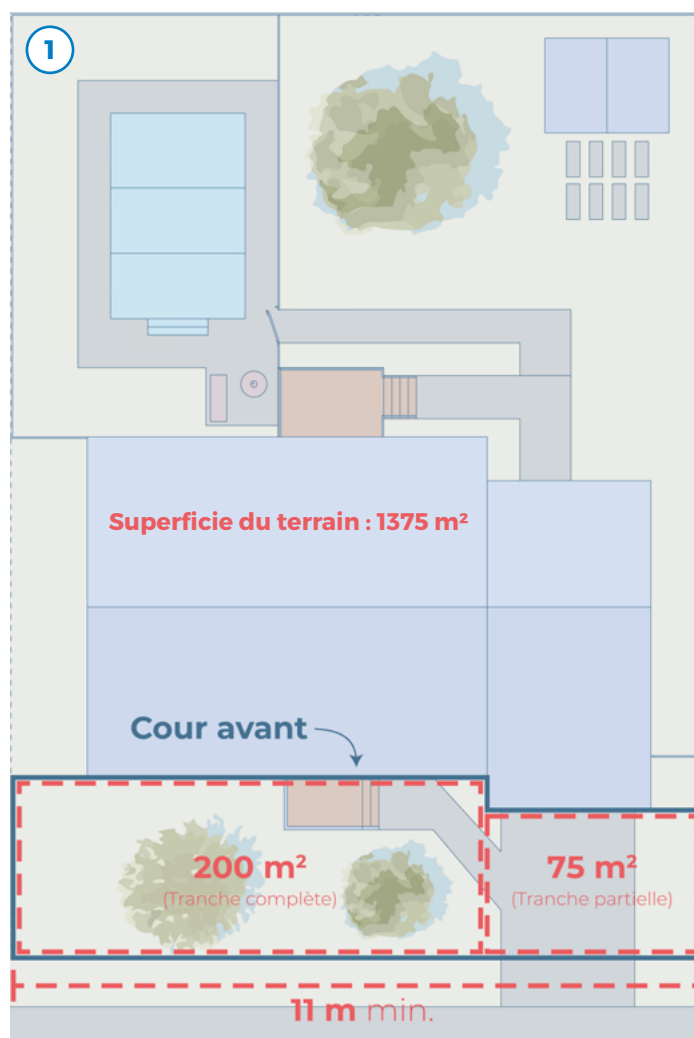 1
Superficie du terrain : 1375 m²
Cour avant
200 m²
(Tranche complète)
75 m²
(Tranche partielle)
11 m min.